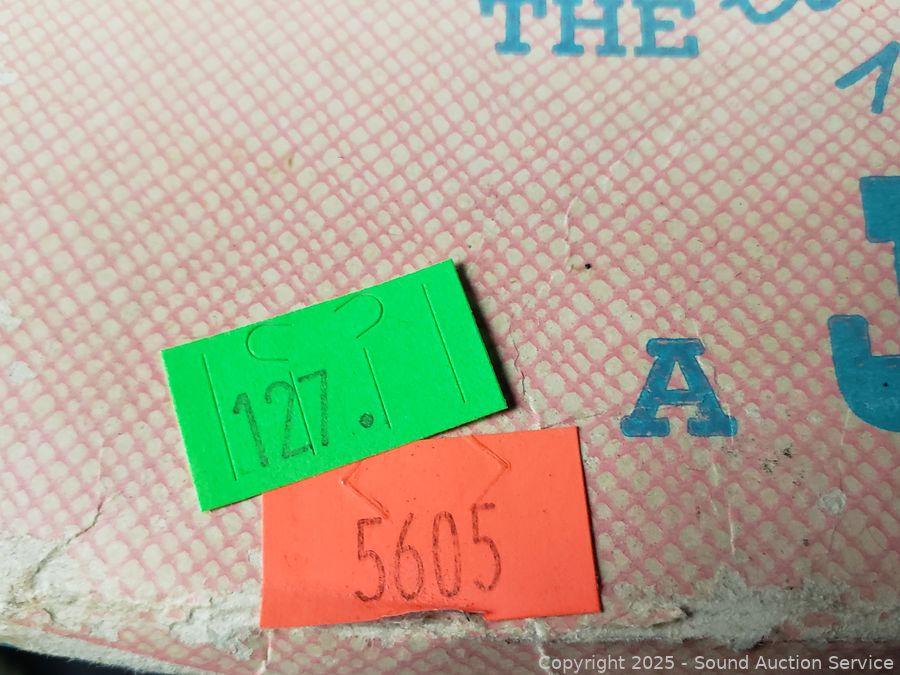 THE
A
127.
5605
Copyright 2025 - Sound Auction Service